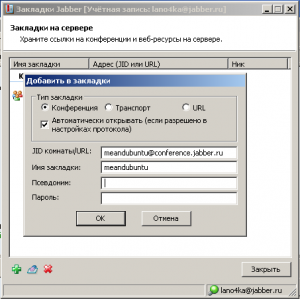 Закладки Jabber [Учётная запись: lano4ka@jabber.ru]
Закладки на сервере
Храните ссылки на конференции и веб-ресурсы на сервере.
Имя закладки Адрес (JID или URL) Ник
Добавить в закладки
Тип закладки
Конференция Транспорт URL
Автоматически открывать (если разрешено в настройках протокола)
JID комнаты/URL: meandubuntu@conference.jabber.ru
Имя закладки: meandubuntu
Псевдоним:
Пароль:
OK Отмена
Закрыть
lano4ka@jabber.ru